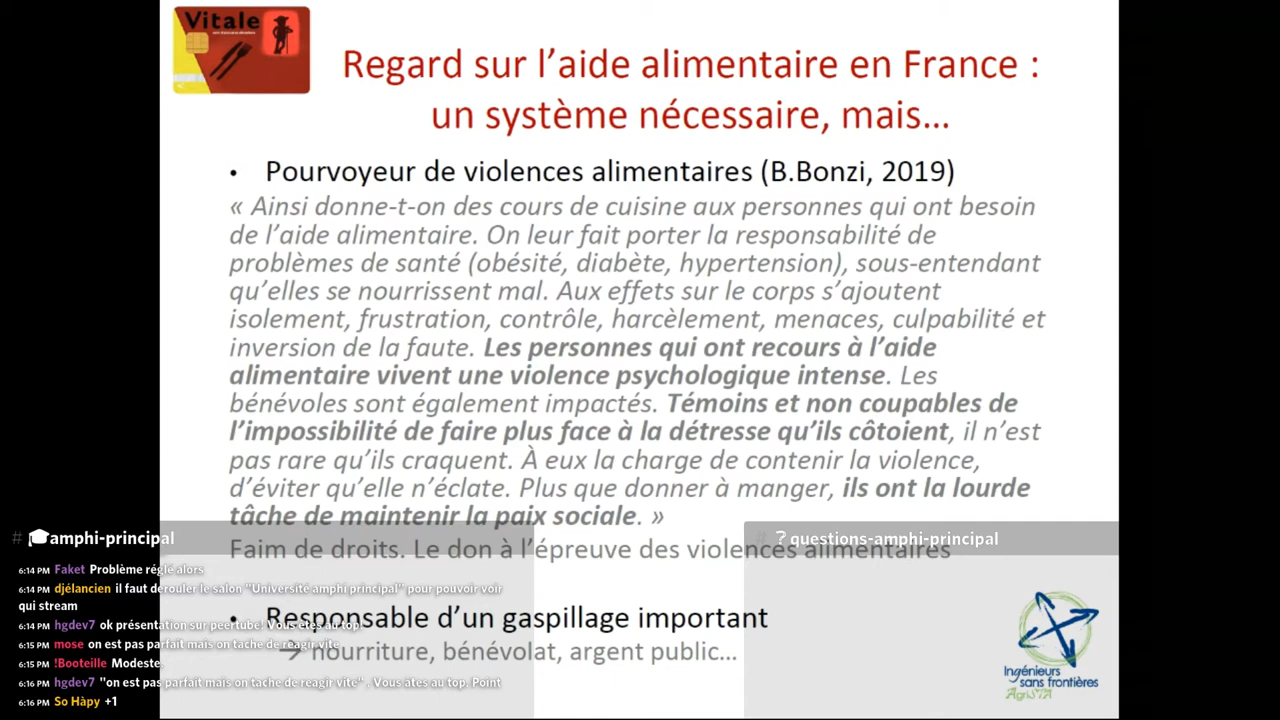 Vitale
Regard sur l’aide alimentaire en France :
un système nécessaire, mais…
• Pourvoyeur de violences alimentaires (B.Bonzi, 2019)
« Ainsi donne-t-on des cours de cuisine aux personnes qui ont besoin
de l’aide alimentaire. On leur fait porter la responsabilité de
problèmes de santé (obésité, diabète, hypertension), sous-entendant
qu’elles se nourrissent mal. Aux effets sur le corps s’ajoutent
isolement, frustration, contrôle, harcèlement, menaces, culpabilité et
inversion de la faute. Les personnes qui ont recours à l’aide
alimentaire vivent une violence psychologique intense. Les
bénévoles sont également impactés. Témoins et non coupables de
l’impossibilité de faire plus face à la détresse qu’ils côtoient, il n’est
pas rare qu’ils craquent. À eux la charge de contenir la violence,
d’éviter qu’elle n’éclate. Plus que donner à manger, ils ont la lourde
tâche de maintenir la paix sociale. »
Faim de droits. Le don à l’épreuve des violences alimentaires
• Responsable d’un gaspillage important
→ nourriture, bénévolat, argent public…
# 🎓amphi-principal
6:14 PM Faket Problème réglé alors
6:14 PM djélancien il faut dérouler le salon "Université amphi principal" pour pouvoir voir
qui stream
6:14 PM hgdev7 ok présentation sur peertube! Vous êtes au top!
6:15 PM mose on est pas parfait mais on tache de réagir vite
6:15 PM !Booteille Modeste
6:16 PM hgdev7 "on est pas parfait mais on tache de réagir vite" . Vous ates au top. Point
6:16 PM So Hàpy +1
# ❔questions-amphi-principal
Ingénieurs
sans frontières
AgriSTA